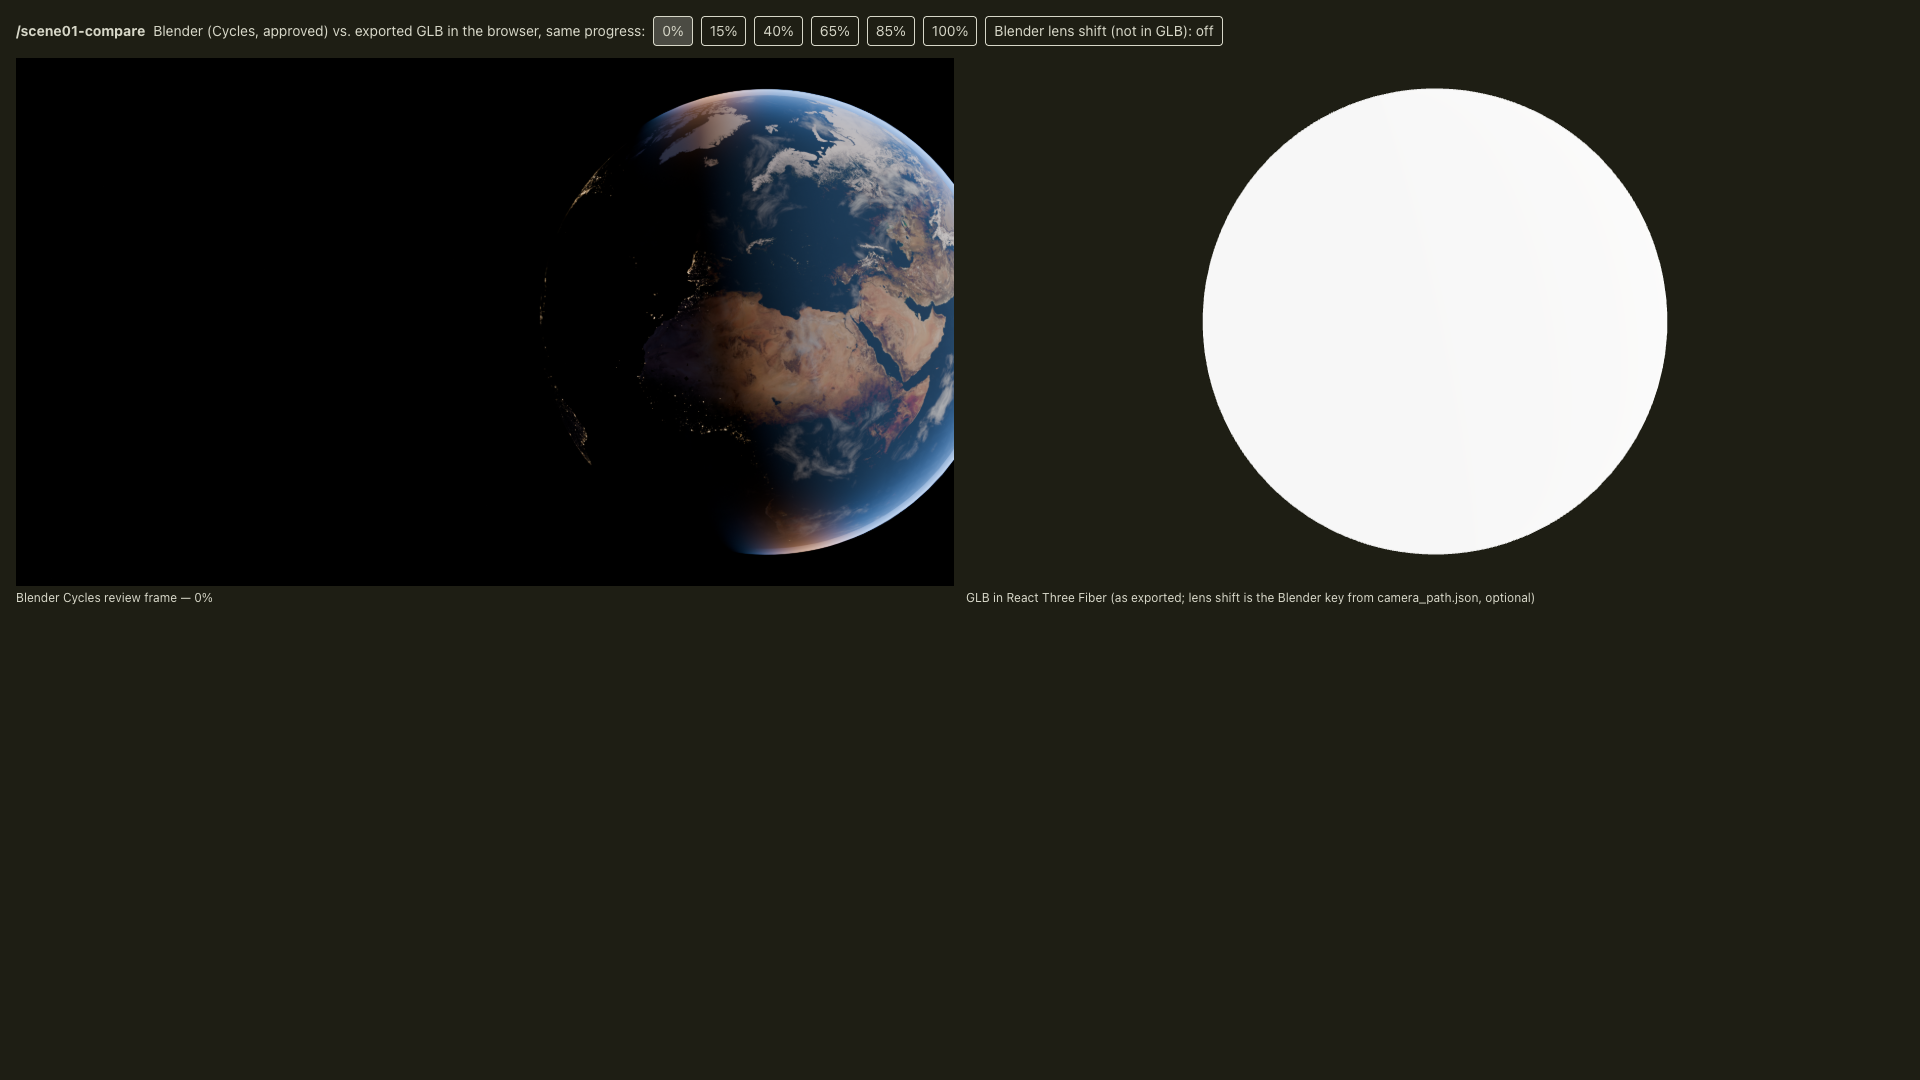 /scene01-compare Blender (Cycles, approved) vs. exported GLB in the browser, same progress: 0% 15% 40% 65% 85% 100% Blender lens shift (not in GLB): off
Blender Cycles review frame — 0%
GLB in React Three Fiber (as exported; lens shift is the Blender key from camera_path.json, optional)